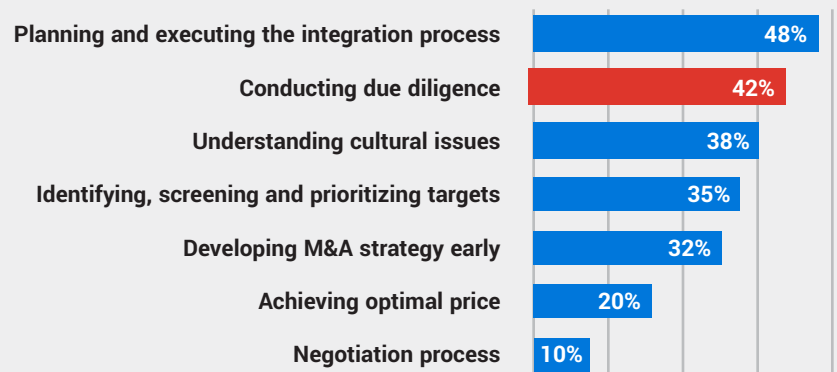 Planning and executing the integration process 48%
Conducting due diligence 42%
Understanding cultural issues 38%
Identifying, screening and prioritizing targets 35%
Developing M&A strategy early 32%
Achieving optimal price 20%
Negotiation process 10%